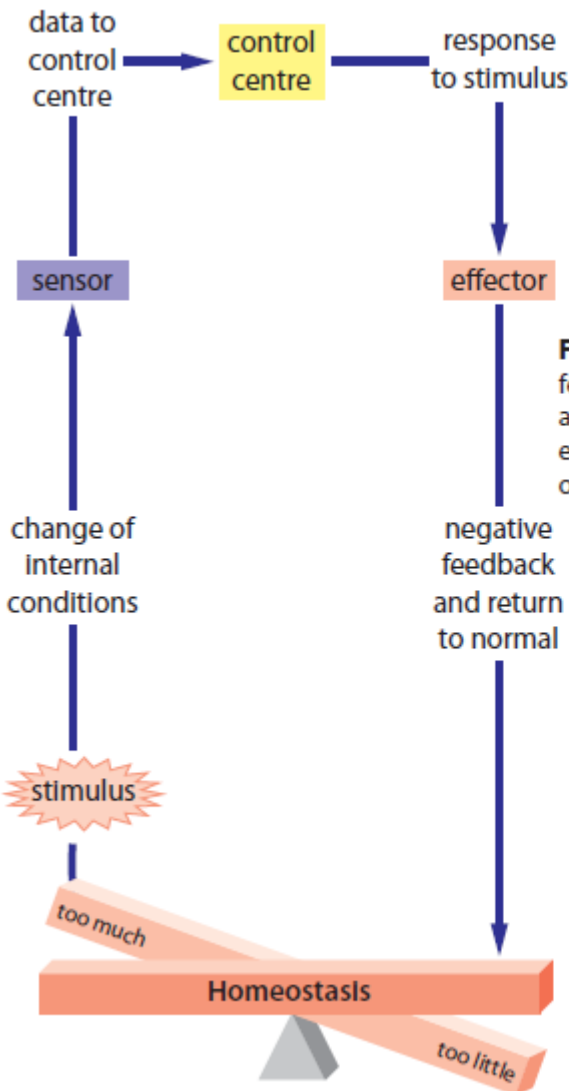 data to
control
centre
control
centre
response
to stimulus
sensor
effector
change of
internal
conditions
negative
feedback
and return
to normal
stimulus
too much
Homeostasis
too little